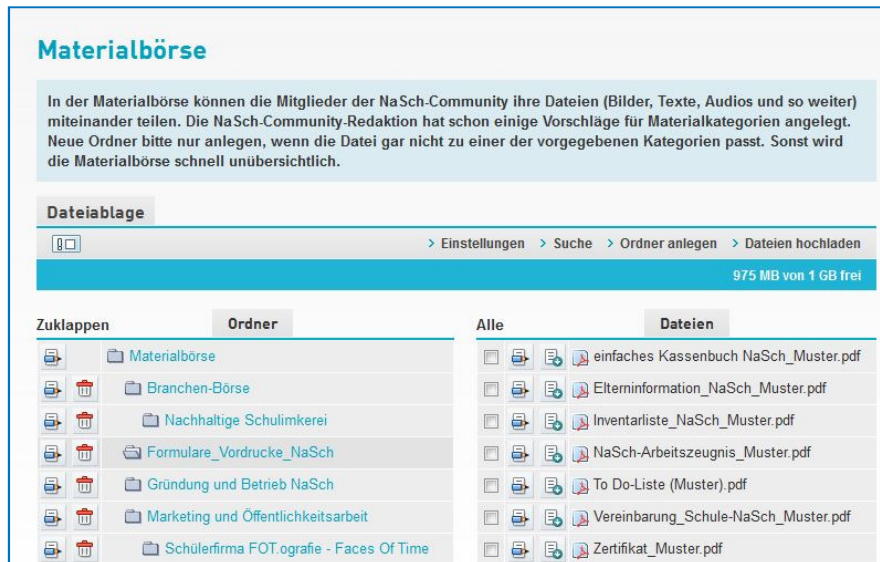 Materialbörse
In der Materialbörse können die Mitglieder der NaSch-Community ihre Dateien (Bilder, Texte, Audios und so weiter)
miteinander teilen. Die NaSch-Community-Redaktion hat schon einige Vorschläge für Materialkategorien angelegt.
Neue Ordner bitte nur anlegen, wenn die Datei gar nicht zu einer der vorgegebenen Kategorien passt. Sonst wird
die Materialbörse schnell unübersichtlich.
Dateiablage
> Einstellungen > Suche > Ordner anlegen > Dateien hochladen
975 MB von 1 GB frei
Zuklappen Ordner
Materialbörse
Branchen-Börse
Nachhaltige Schulimkerei
Formulare_Vordrucke_NaSch
Gründung und Betrieb NaSch
Marketing und Öffentlichkeitsarbeit
Schülerfirma FOT.ografie - Faces Of Time
Alle Dateien
einfaches Kassenbuch NaSch_Muster.pdf
Elterninformation_NaSch_Muster.pdf
Inventarliste_NaSch_Muster.pdf
NaSch-Arbeitszeugnis_Muster.pdf
To Do-Liste (Muster).pdf
Vereinbarung_Schule-NaSch_Muster.pdf
Zertifikat_Muster.pdf